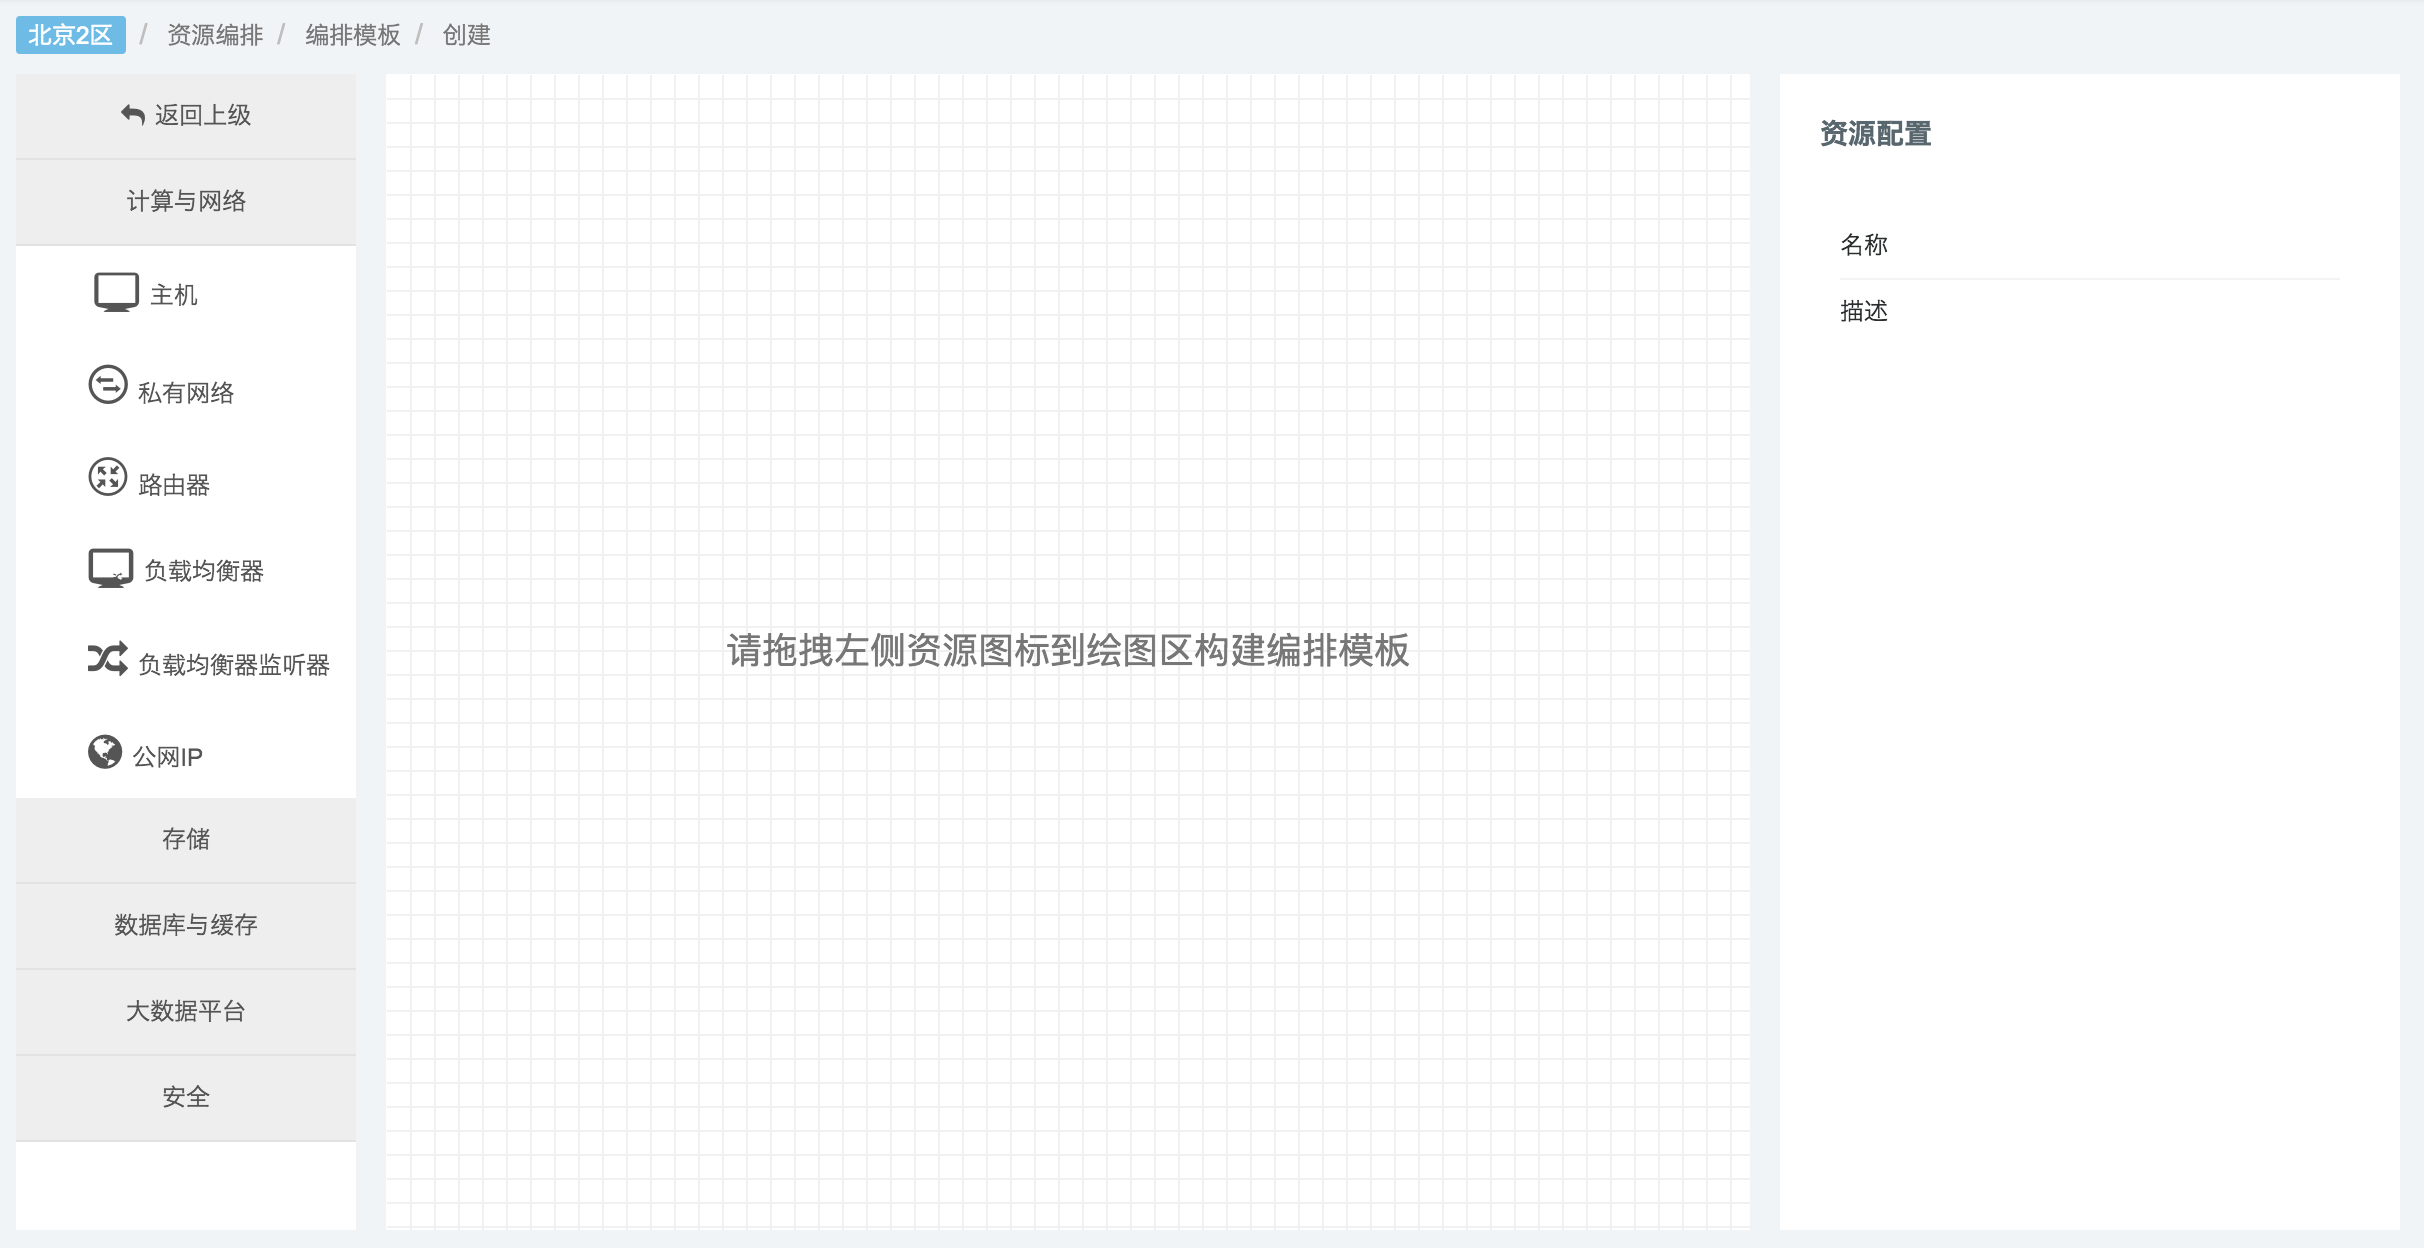 北京2区 / 资源编排 / 编排模板 / 创建
返回上级
计算与网络
主机
私有网络
路由器
负载均衡器
负载均衡器监听器
公网IP
存储
数据库与缓存
大数据平台
安全
请拖拽左侧资源图标到绘图区构建编排模板
资源配置
名称
描述